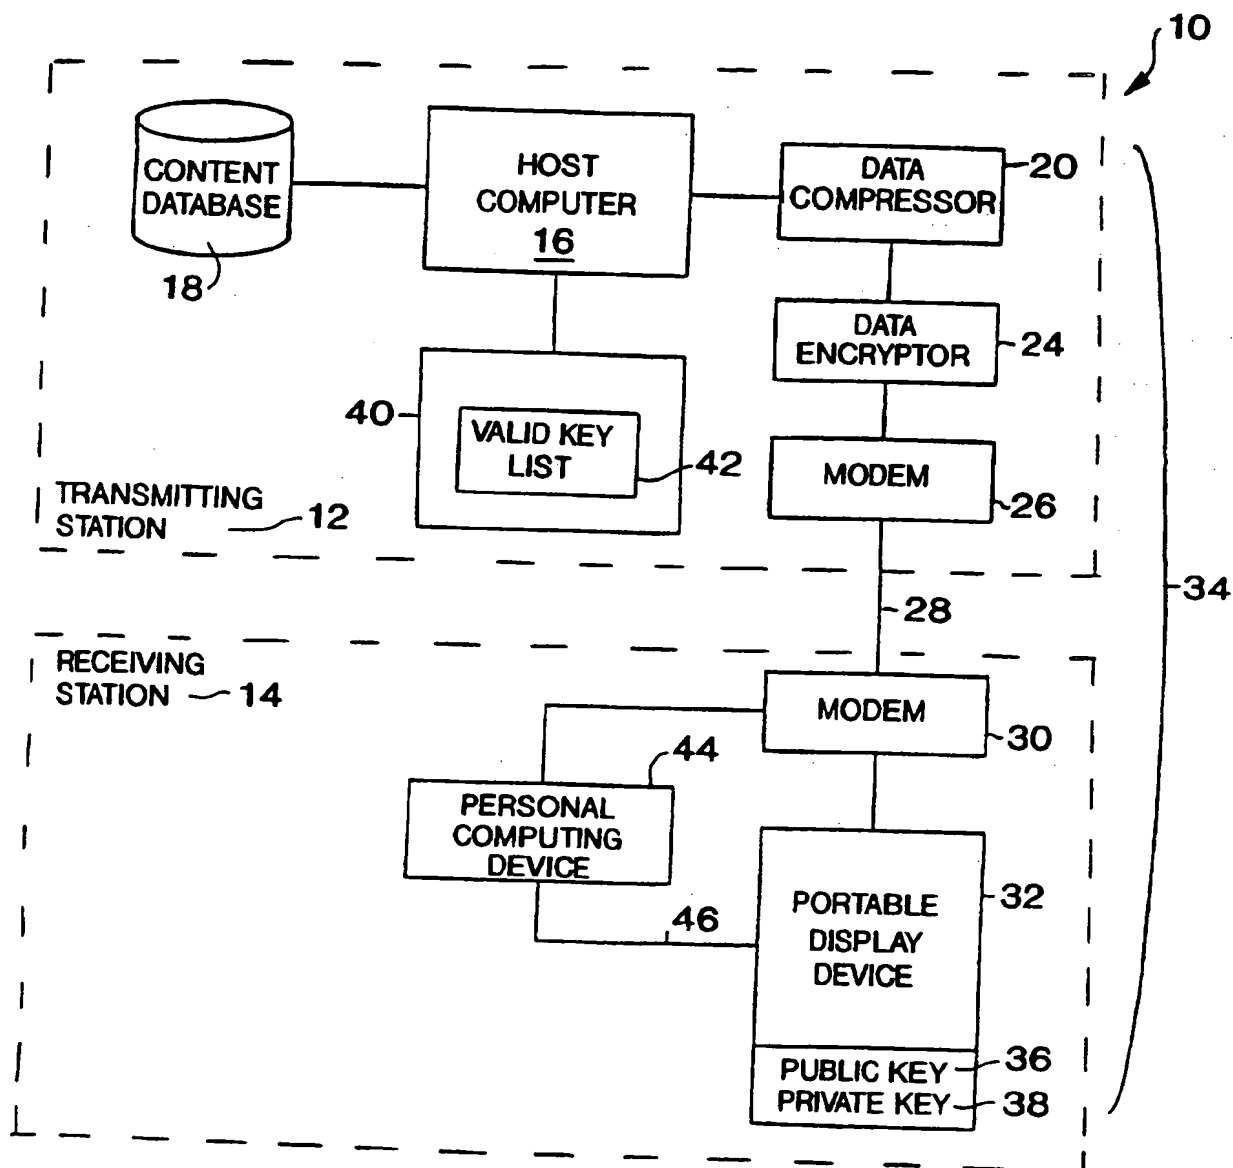 10
CONTENT
DATABASE
18
HOST
COMPUTER
16
DATA
COMPRESSOR
20
DATA
ENCRYPTOR
24
40
VALID KEY
LIST
42
MODEM
26
TRANSMITTING
STATION
12
28
34
RECEIVING
STATION
14
MODEM
30
44
PERSONAL
COMPUTING
DEVICE
46
PORTABLE
DISPLAY
DEVICE
32
PUBLIC KEY
36
PRIVATE KEY
38